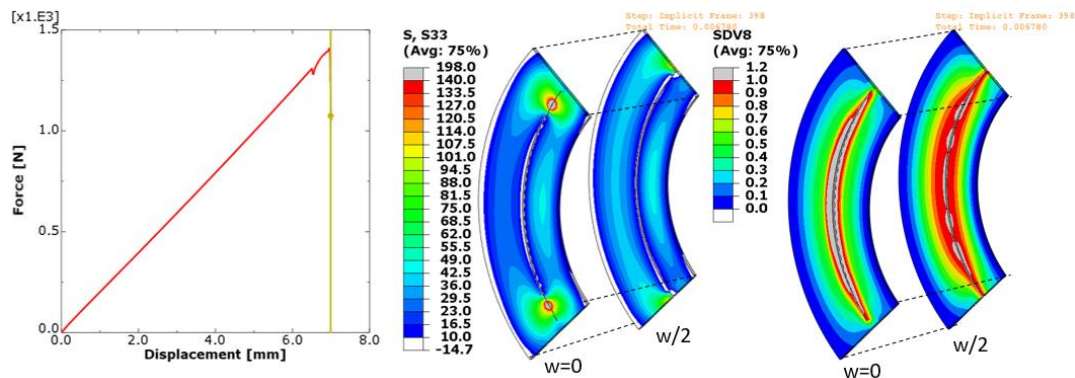 [x1.E3]
1.5
1.0
0.5
0.0
0.0
2.0
4.0
6.0
8.0
Force [N]
Displacement [mm]
Step: Implicit Frame: 398
Total Time: 0.006780
S, S33
(Avg: 75%)
198.0
140.0
133.5
127.0
120.5
114.0
107.5
101.0
94.5
88.0
81.5
75.0
68.5
62.0
55.5
49.0
42.5
36.0
29.5
23.0
16.5
10.0
-14.7
w=0
w/2
Step: Implicit Frame: 398
Total Time: 0.006780
SDV8
(Avg: 75%)
1.2
1.0
0.9
0.8
0.7
0.6
0.5
0.4
0.3
0.2
0.1
0.0
w=0
w/2